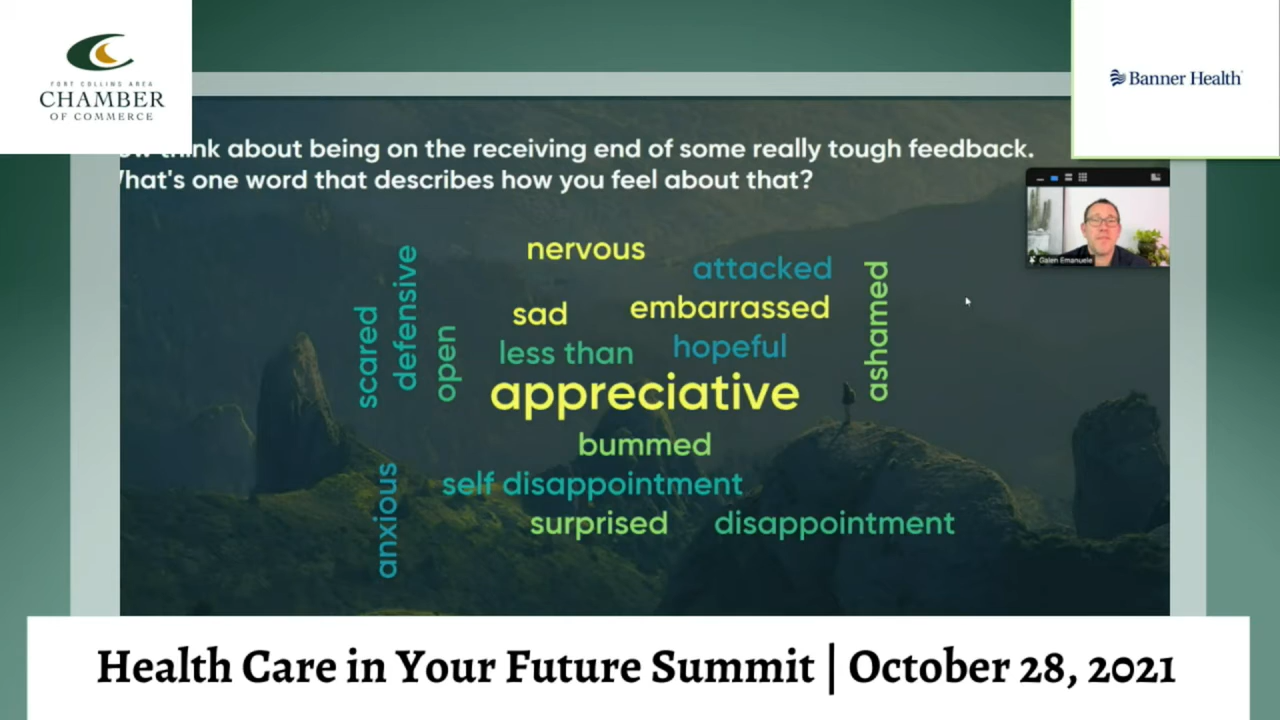 FORT COLLINS AREA
CHAMBER
OF COMMERCE
Banner Health
think about being on the receiving end of some really tough feedback.
What's one word that describes how you feel about that?
Galen Emanuele
nervous
attacked
scared
defensive
open
sad
embarrassed
ashamed
less than
hopeful
appreciative
bummed
anxious
self disappointment
surprised
disappointment
Health Care in Your Future Summit | October 28, 2021